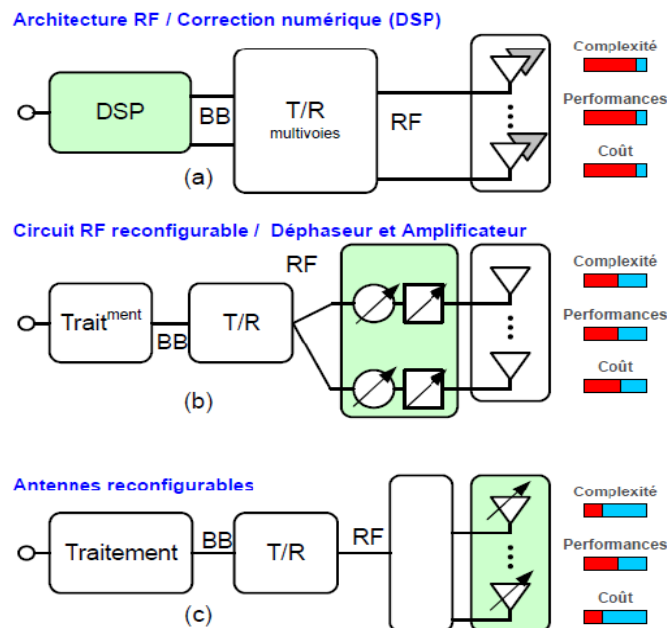 Architecture RF / Correction numérique (DSP)
DSP
BB
T/R
multivoies
RF
(a)
Complexité
Performances
Coût
Circuit RF reconfigurable / Déphaseur et Amplificateur
RF
Traitment
BB
T/R
(b)
Complexité
Performances
Coût
Antennes reconfigurables
Traitement
BB
T/R
RF
(c)
Complexité
Performances
Coût